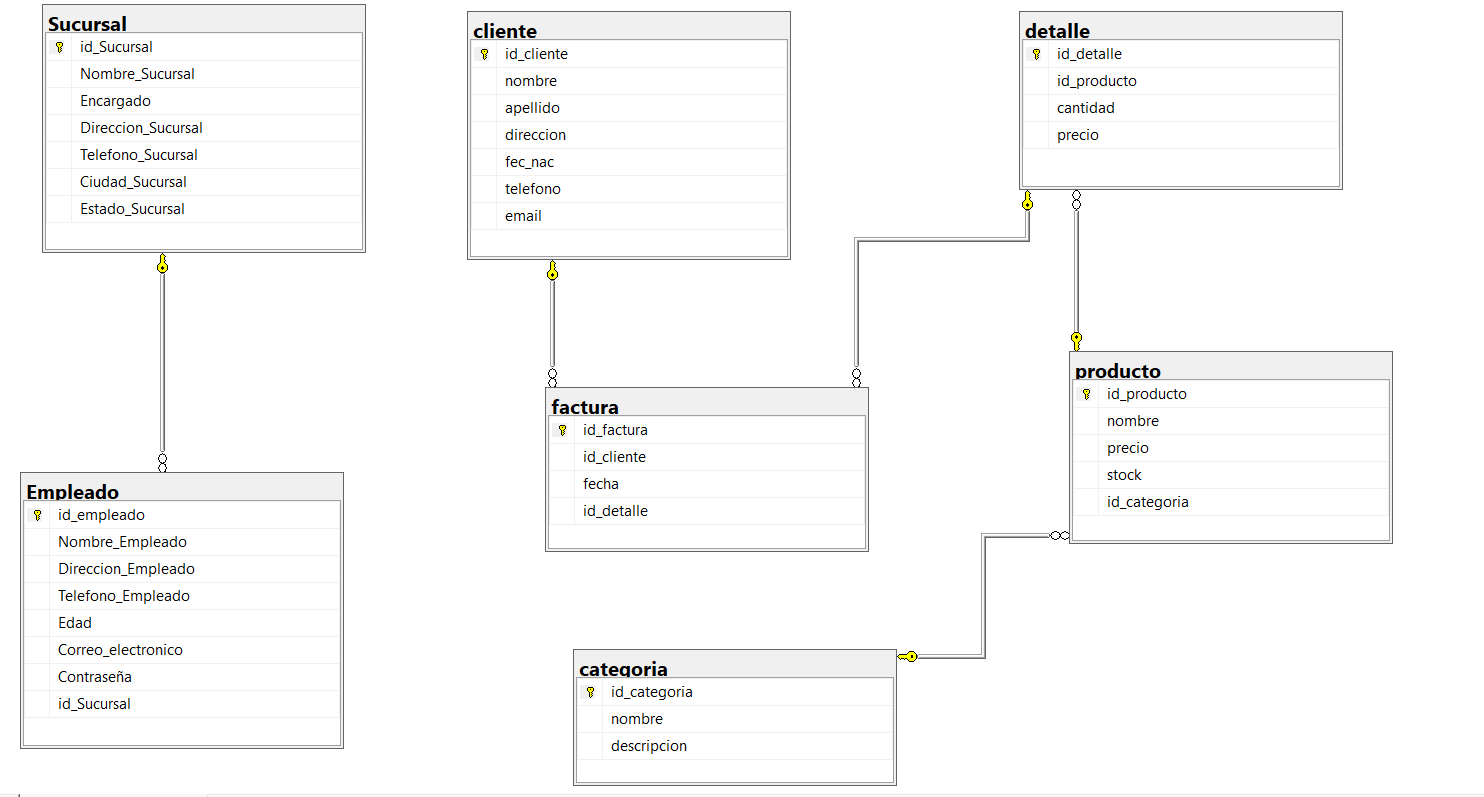 Sucursal
id_Sucursal
Nombre_Sucursal
Encargado
Direccion_Sucursal
Telefono_Sucursal
Ciudad_Sucursal
Estado_Sucursal
cliente
id_cliente
nombre
apellido
direccion
fec_nac
telefono
email
detalle
id_detalle
id_producto
cantidad
precio
producto
id_producto
nombre
precio
stock
id_categoria
factura
id_factura
id_cliente
fecha
id_detalle
Empleado
id_empleado
Nombre_Empleado
Direccion_Empleado
Telefono_Empleado
Edad
Correo_electronico
Contraseña
id_Sucursal
categoria
id_categoria
nombre
descripcion